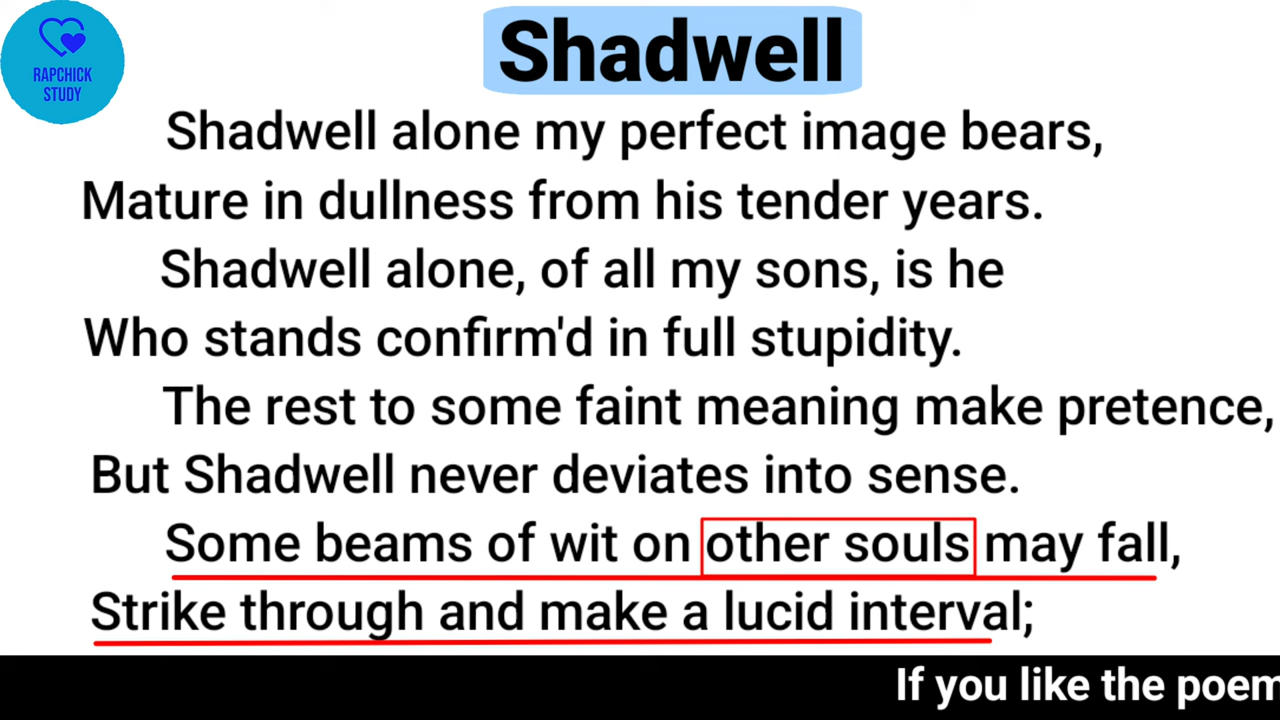 RAPCHICK
STUDY
Shadwell
Shadwell alone my perfect image bears,
Mature in dullness from his tender years.
Shadwell alone, of all my sons, is he
Who stands confirm'd in full stupidity.
The rest to some faint meaning make pretence,
But Shadwell never deviates into sense.
Some beams of wit on other souls may fall,
Strike through and make a lucid interval;
If you like the poem